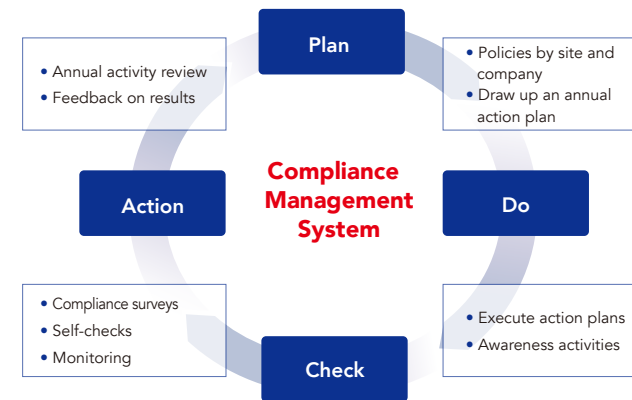 Plan
• Annual activity review
• Feedback on results
• Policies by site and
company
• Draw up an annual
action plan
Compliance
Management
System
Action
Do
• Compliance surveys
• Self-checks
• Monitoring
• Execute action plans
• Awareness activities
Check